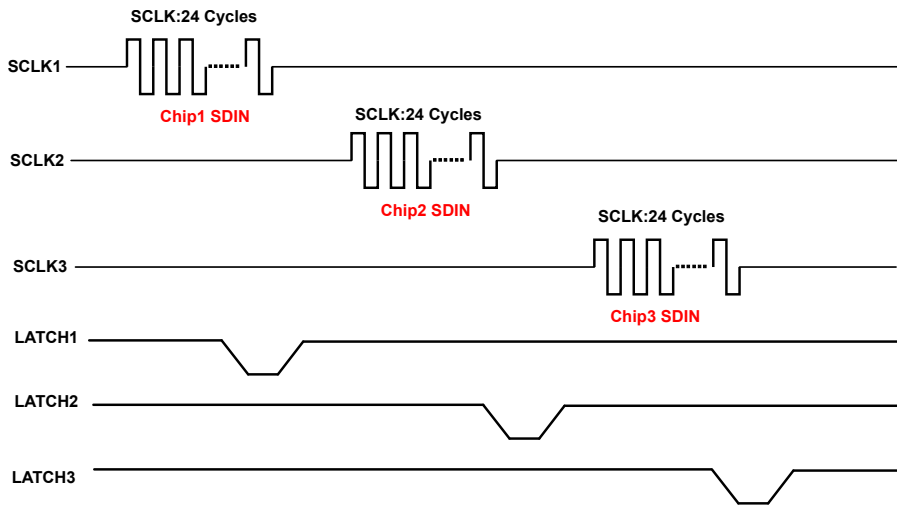 SCLK:24 Cycles
SCLK1
Chip1 SDIN
SCLK:24 Cycles
SCLK2
Chip2 SDIN
SCLK:24 Cycles
SCLK3
Chip3 SDIN
LATCH1
LATCH2
LATCH3